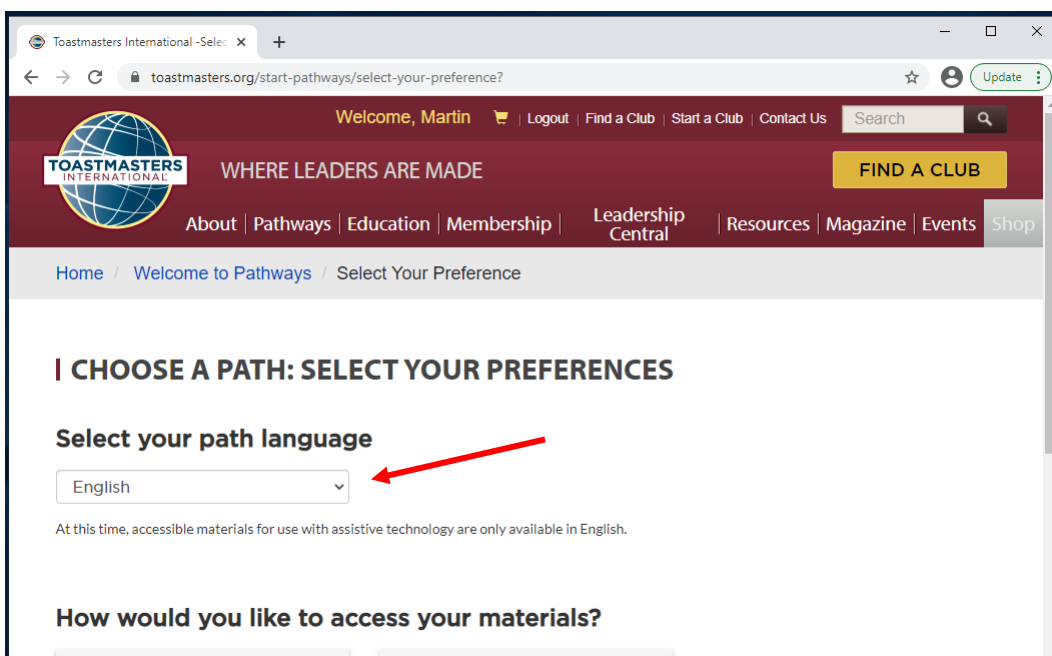 Toastmasters International -Selec
toastmasters.org/start-pathways/select-your-preference?
Update
Welcome, Martin | Logout | Find a Club | Start a Club | Contact Us Search
TOASTMASTERS
INTERNATIONAL
WHERE LEADERS ARE MADE
FIND A CLUB
About | Pathways | Education | Membership | Leadership Central | Resources | Magazine | Events Shop
Home / Welcome to Pathways / Select Your Preference
CHOOSE A PATH: SELECT YOUR PREFERENCES
Select your path language
English
At this time, accessible materials for use with assistive technology are only available in English.
How would you like to access your materials?